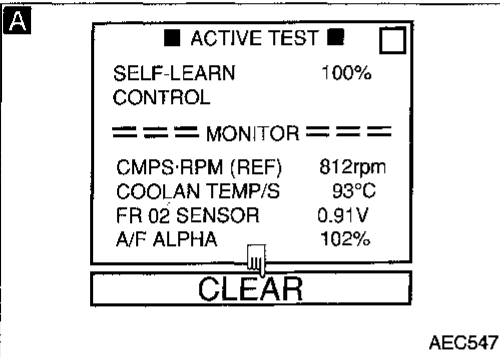 A
■ ACTIVE TEST ■
SELF-LEARN 100%
CONTROL
=== MONITOR ===
CMPS·RPM (REF) 812rpm
COOLAN TEMP/S 93°C
FR 02 SENSOR 0.91V
A/F ALPHA 102%
CLEAR
AEC547